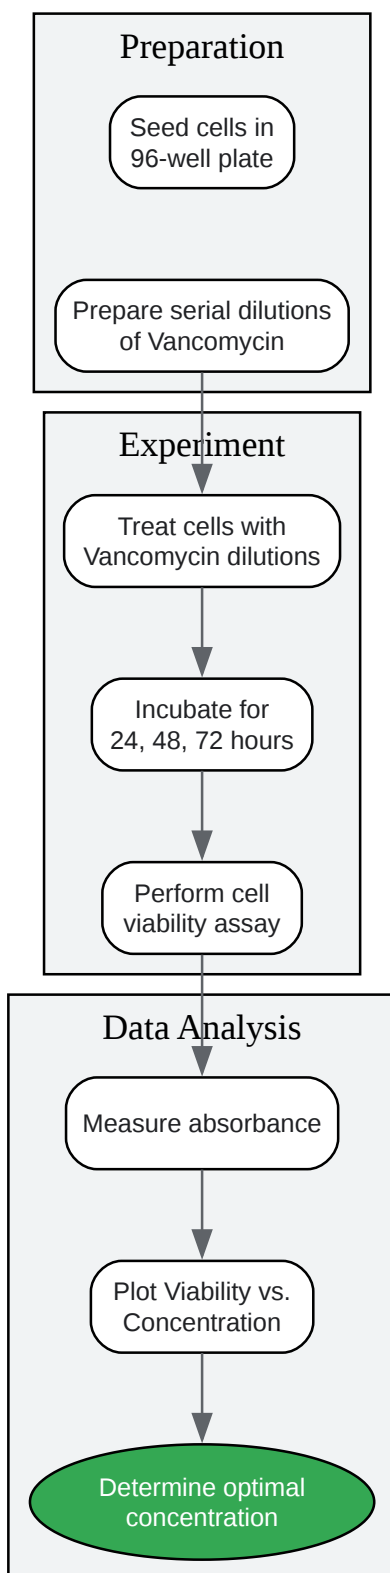 Preparation
Seed cells in
96-well plate
Prepare serial dilutions
of Vancomycin
Experiment
Treat cells with
Vancomycin dilutions
Incubate for
24, 48, 72 hours
Perform cell
viability assay
Data Analysis
Measure absorbance
Plot Viability vs.
Concentration
Determine optimal
concentration